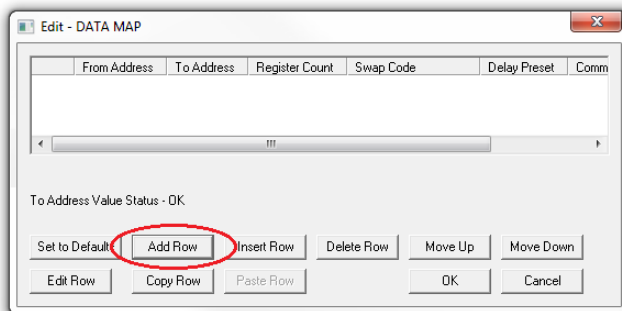 Edit - DATA MAP
From Address To Address Register Count Swap Code Delay Preset Comm
To Address Value Status - OK
Set to Default Add Row Insert Row Delete Row Move Up Move Down
Edit Row Copy Row Paste Row OK Cancel